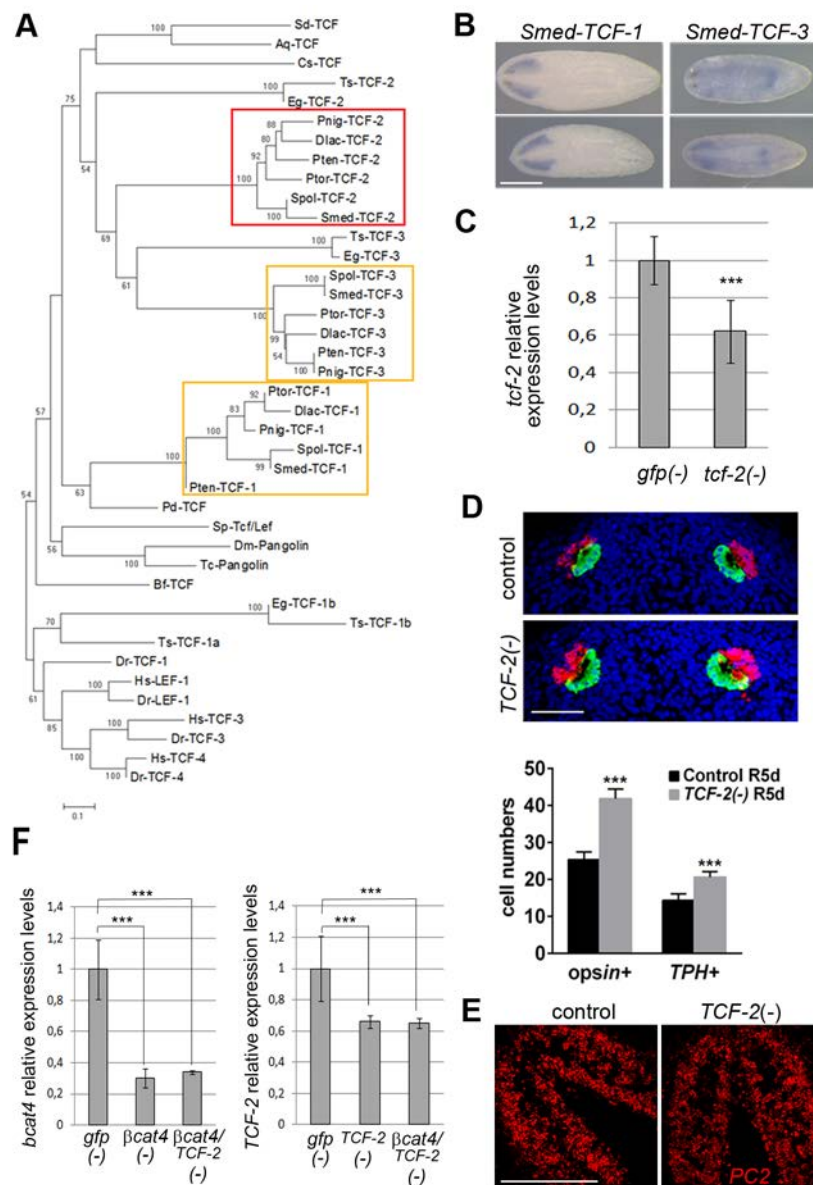 A
100
Sd-TCF
Aq-TCF
Cs-TCF
75
100
Ts-TCF-2
Eg-TCF-2
88
Pnig-TCF-2
80
Dlac-TCF-2
92
Pten-TCF-2
100
Ptor-TCF-2
Spol-TCF-2
100
Smed-TCF-2
54
69
100
Ts-TCF-3
Eg-TCF-3
61
100
Spol-TCF-3
100
Smed-TCF-3
Ptor-TCF-3
99
Dlac-TCF-3
54
Pten-TCF-3
100
Pnig-TCF-3
92
Ptor-TCF-1
83
Dlac-TCF-1
100
Pnig-TCF-1
Spol-TCF-1
99
Smed-TCF-1
100
Pten-TCF-1
57
63
Pd-TCF
54
Sp-Tcf/Lef
56
Dm-Pangolin
100
Tc-Pangolin
Bf-TCF
100
Eg-TCF-1b
Ts-TCF-1b
70
Ts-TCF-1a
Dr-TCF-1
61
100
Hs-LEF-1
Dr-LEF-1
85
100
Hs-TCF-3
Dr-TCF-3
100
Hs-TCF-4
100
Dr-TCF-4
0.1
B
Smed-TCF-1 Smed-TCF-3
C
tcf-2 relative
expression levels
1,2
1
0,8
0,6
0,4
0,2
0
***
gfp(-) tcf-2(-)
D
control
TCF-2(-)
cell numbers
50
40
30
20
10
0
***
***
Control R5d
TCF-2(-) R5d
opsin+ TPH+
E
control TCF-2(-)
PC2
F
bcat4 relative expression levels
1,4
1,2
1
0,8
0,6
0,4
0,2
0
***
***
gfp
(-)
βcat4
(-)
βcat4/
TCF-2
(-)
TCF-2 relative expression levels
1,4
1,2
1
0,8
0,6
0,4
0,2
0
***
***
gfp
(-)
TCF-2
(-)
βcat4/
TCF-2
(-)